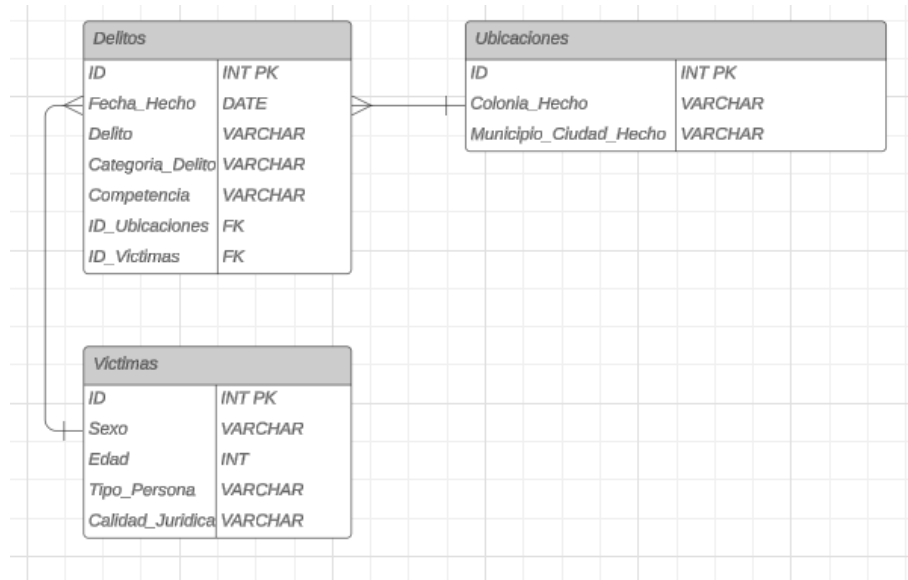 Delitos
ID INT PK
Fecha_Hecho DATE
Delito VARCHAR
Categoria_Delito VARCHAR
Competencia VARCHAR
ID_Ubicaciones FK
ID_Victimas FK
Ubicaciones
ID INT PK
Colonia_Hecho VARCHAR
Municipio_Ciudad_Hecho VARCHAR
Victimas
ID INT PK
Sexo VARCHAR
Edad INT
Tipo_Persona VARCHAR
Calidad_Juridica VARCHAR